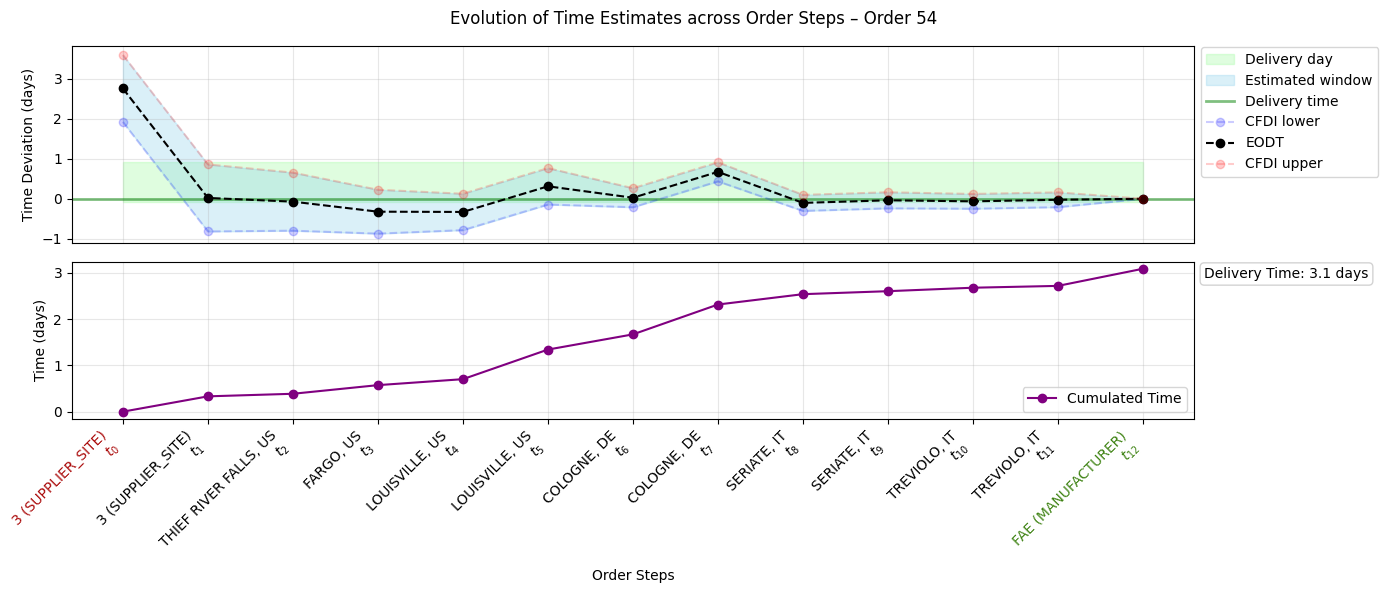 Evolution of Time Estimates across Order Steps – Order 54
Time Deviation (days)
3
2
1
0
−1
Delivery day
Estimated window
Delivery time
CFDI lower
EODT
CFDI upper
Time (days)
3
2
1
0
Cumulated Time
Delivery Time: 3.1 days
3 (SUPPLIER_SITE)
t0
3 (SUPPLIER_SITE)
t1
THIEF RIVER FALLS, US
t2
FARGO, US
t3
LOUISVILLE, US
t4
LOUISVILLE, US
t5
COLOGNE, DE
t6
COLOGNE, DE
t7
SERIATE, IT
t8
SERIATE, IT
t9
TREVIOLO, IT
t10
TREVIOLO, IT
t11
FAE (MANUFACTURER)
t12
Order Steps